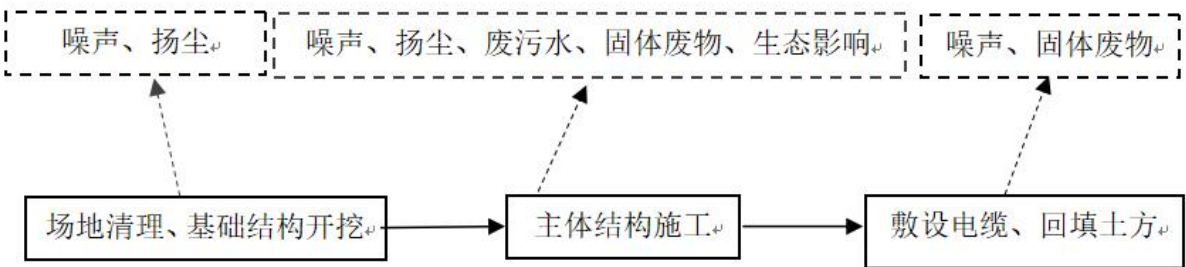 噪声、扬尘
噪声、扬尘、废污水、固体废物、生态影响
噪声、固体废物
场地清理、基础结构开挖
主体结构施工
敷设电缆、回填土方